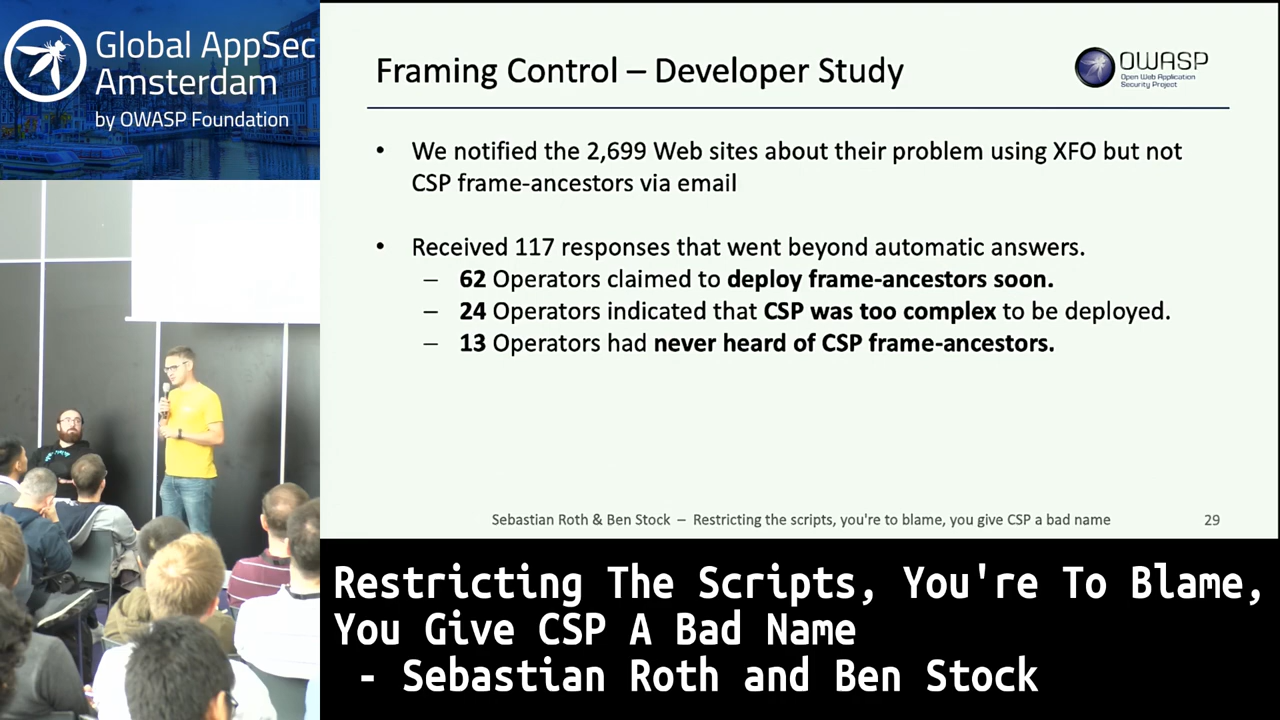 Global AppSec
Amsterdam
by OWASP Foundation
Framing Control – Developer Study
OWASP
Open Web Application
Security Project
• We notified the 2,699 Web sites about their problem using XFO but not
CSP frame-ancestors via email
• Received 117 responses that went beyond automatic answers.
– 62 Operators claimed to deploy frame-ancestors soon.
– 24 Operators indicated that CSP was too complex to be deployed.
– 13 Operators had never heard of CSP frame-ancestors.
Sebastian Roth & Ben Stock – Restricting the scripts, you're to blame, you give CSP a bad name
29
Restricting The Scripts, You're To Blame,
You Give CSP A Bad Name
- Sebastian Roth and Ben Stock